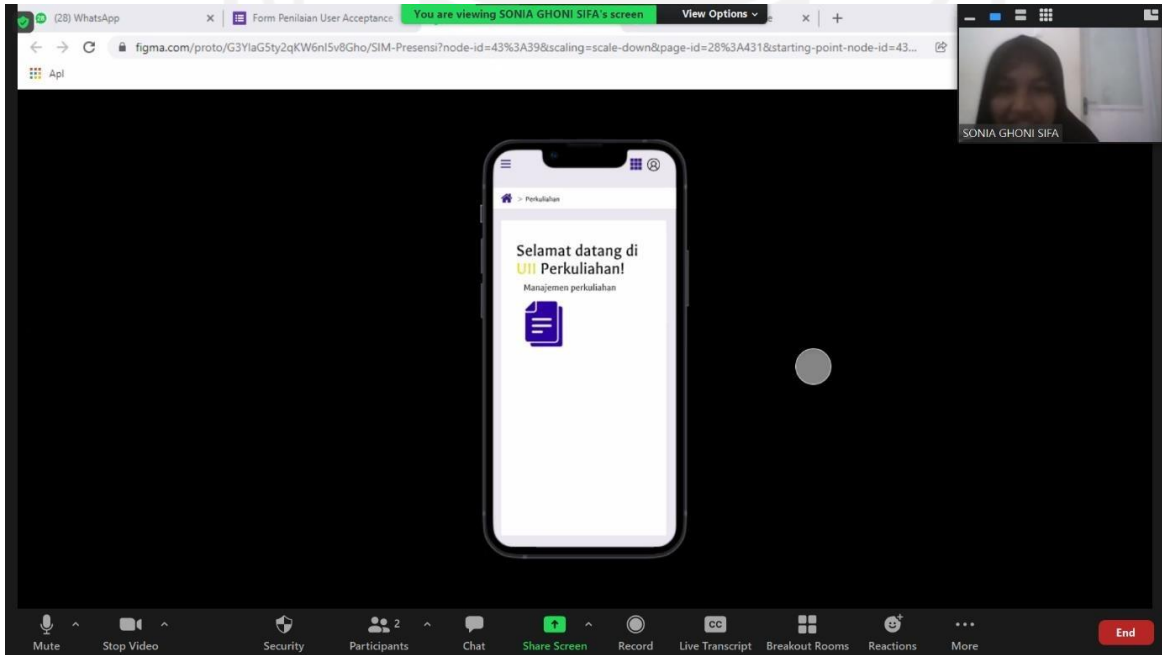 (28) WhatsApp
Form Penilaian User Acceptance
You are viewing SONIA GHONI SIFA's screen
View Options
figma.com/proto/G3YlaG5ty2qKW6nI5v8Gho/SIM-Presensi?node-id=43%3A39&scaling=scale-down&page-id=28%3A431&starting-point-node-id=43...
Apl
SONIA GHONI SIFA
> Perkuliahan
Selamat datang di
UII Perkuliahan!
Manajemen perkuliahan
Mute
Stop Video
Security
2
Participants
Chat
Share Screen
Record
CC
Live Transcript
Breakout Rooms
Reactions
More
End